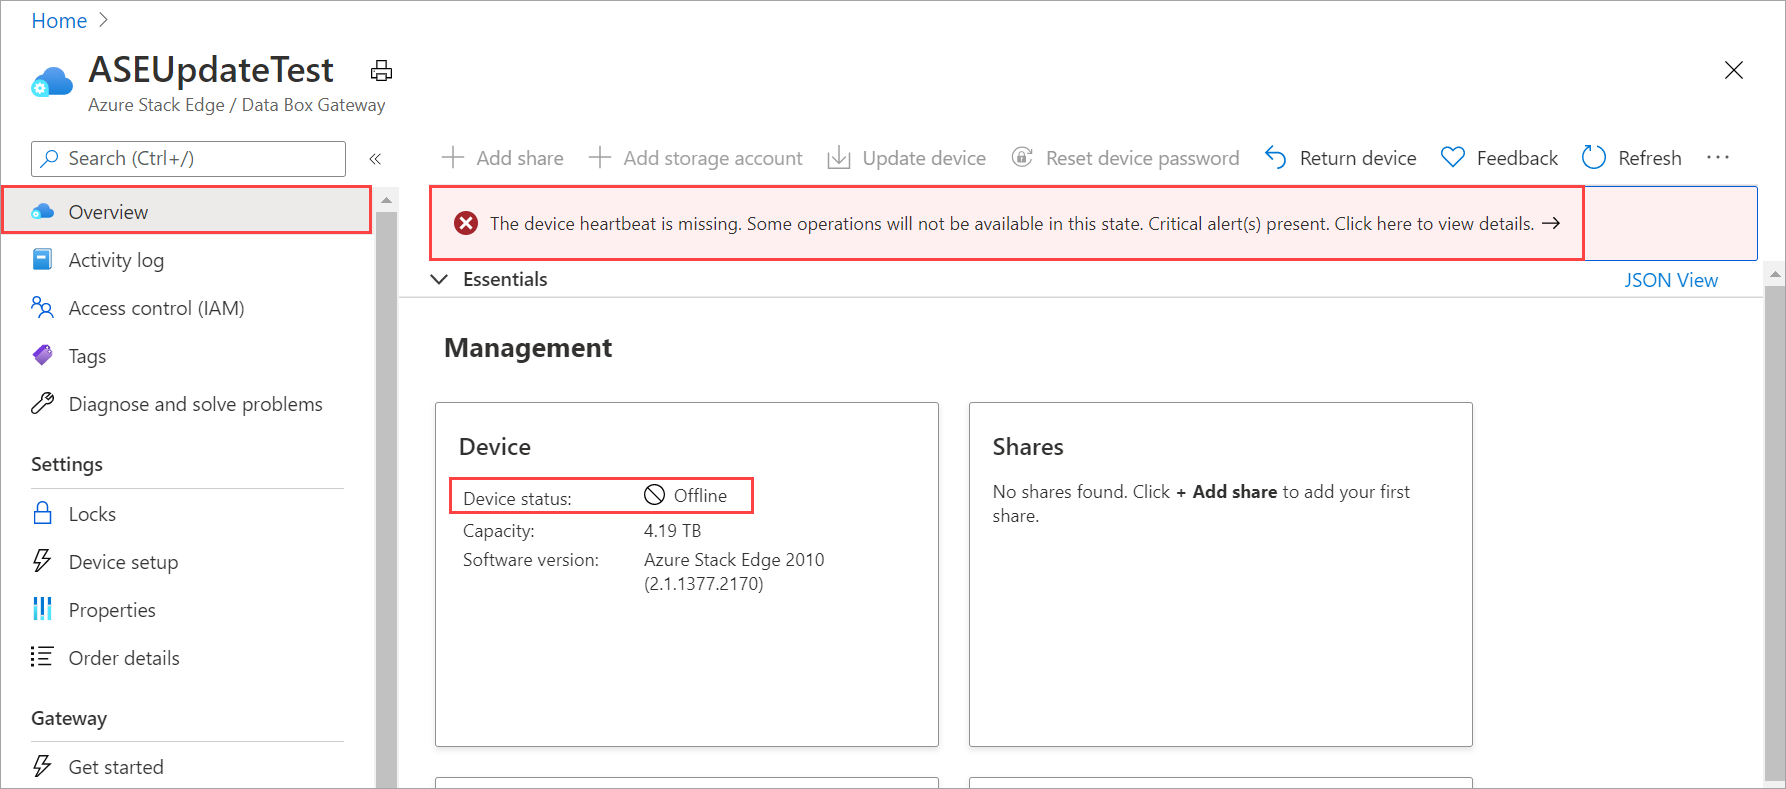 Home
ASEUpdateTest
Azure Stack Edge / Data Box Gateway
Search (Ctrl+/)
Add share
Add storage account
Update device
Reset device password
Return device
Feedback
Refresh
Overview
Activity log
Access control (IAM)
Tags
Diagnose and solve problems
Settings
Locks
Device setup
Properties
Order details
Gateway
Get started
The device heartbeat is missing. Some operations will not be available in this state. Critical alert(s) present. Click here to view details. →
Essentials
JSON View
Management
Device
Device status: Offline
Capacity: 4.19 TB
Software version: Azure Stack Edge 2010
(2.1.1377.2170)
Shares
No shares found. Click + Add share to add your first
share.